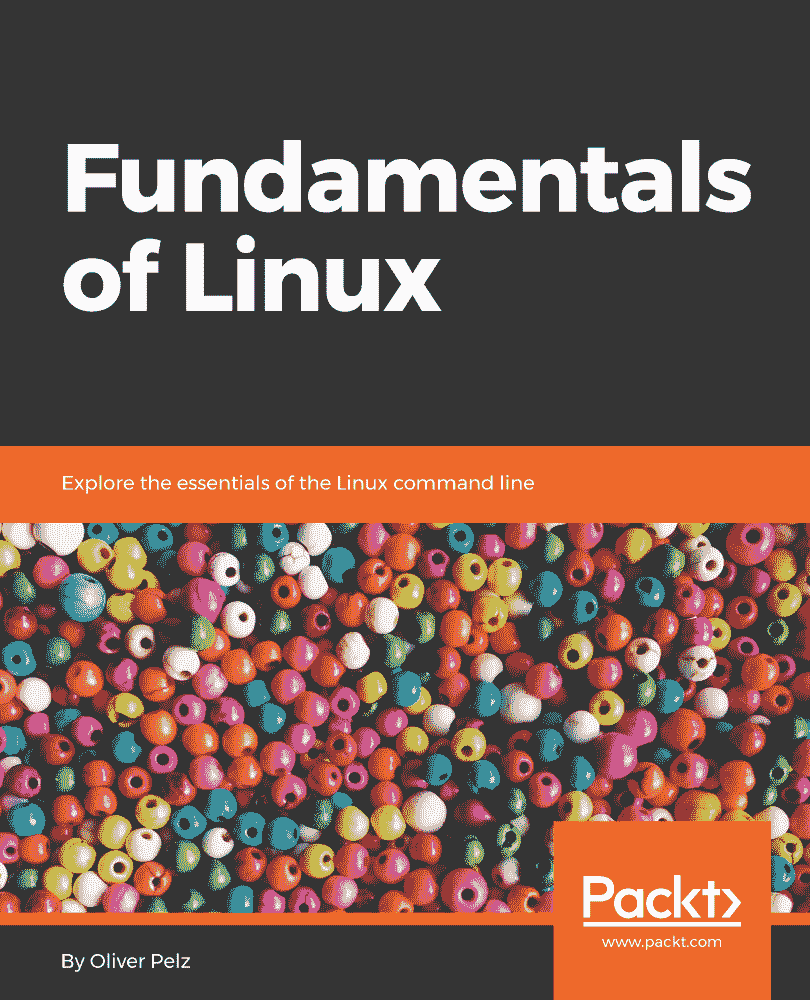 Fundamentals
of Linux
Explore the essentials of the Linux command line
Packt>
www.packt.com
By Oliver Pelz